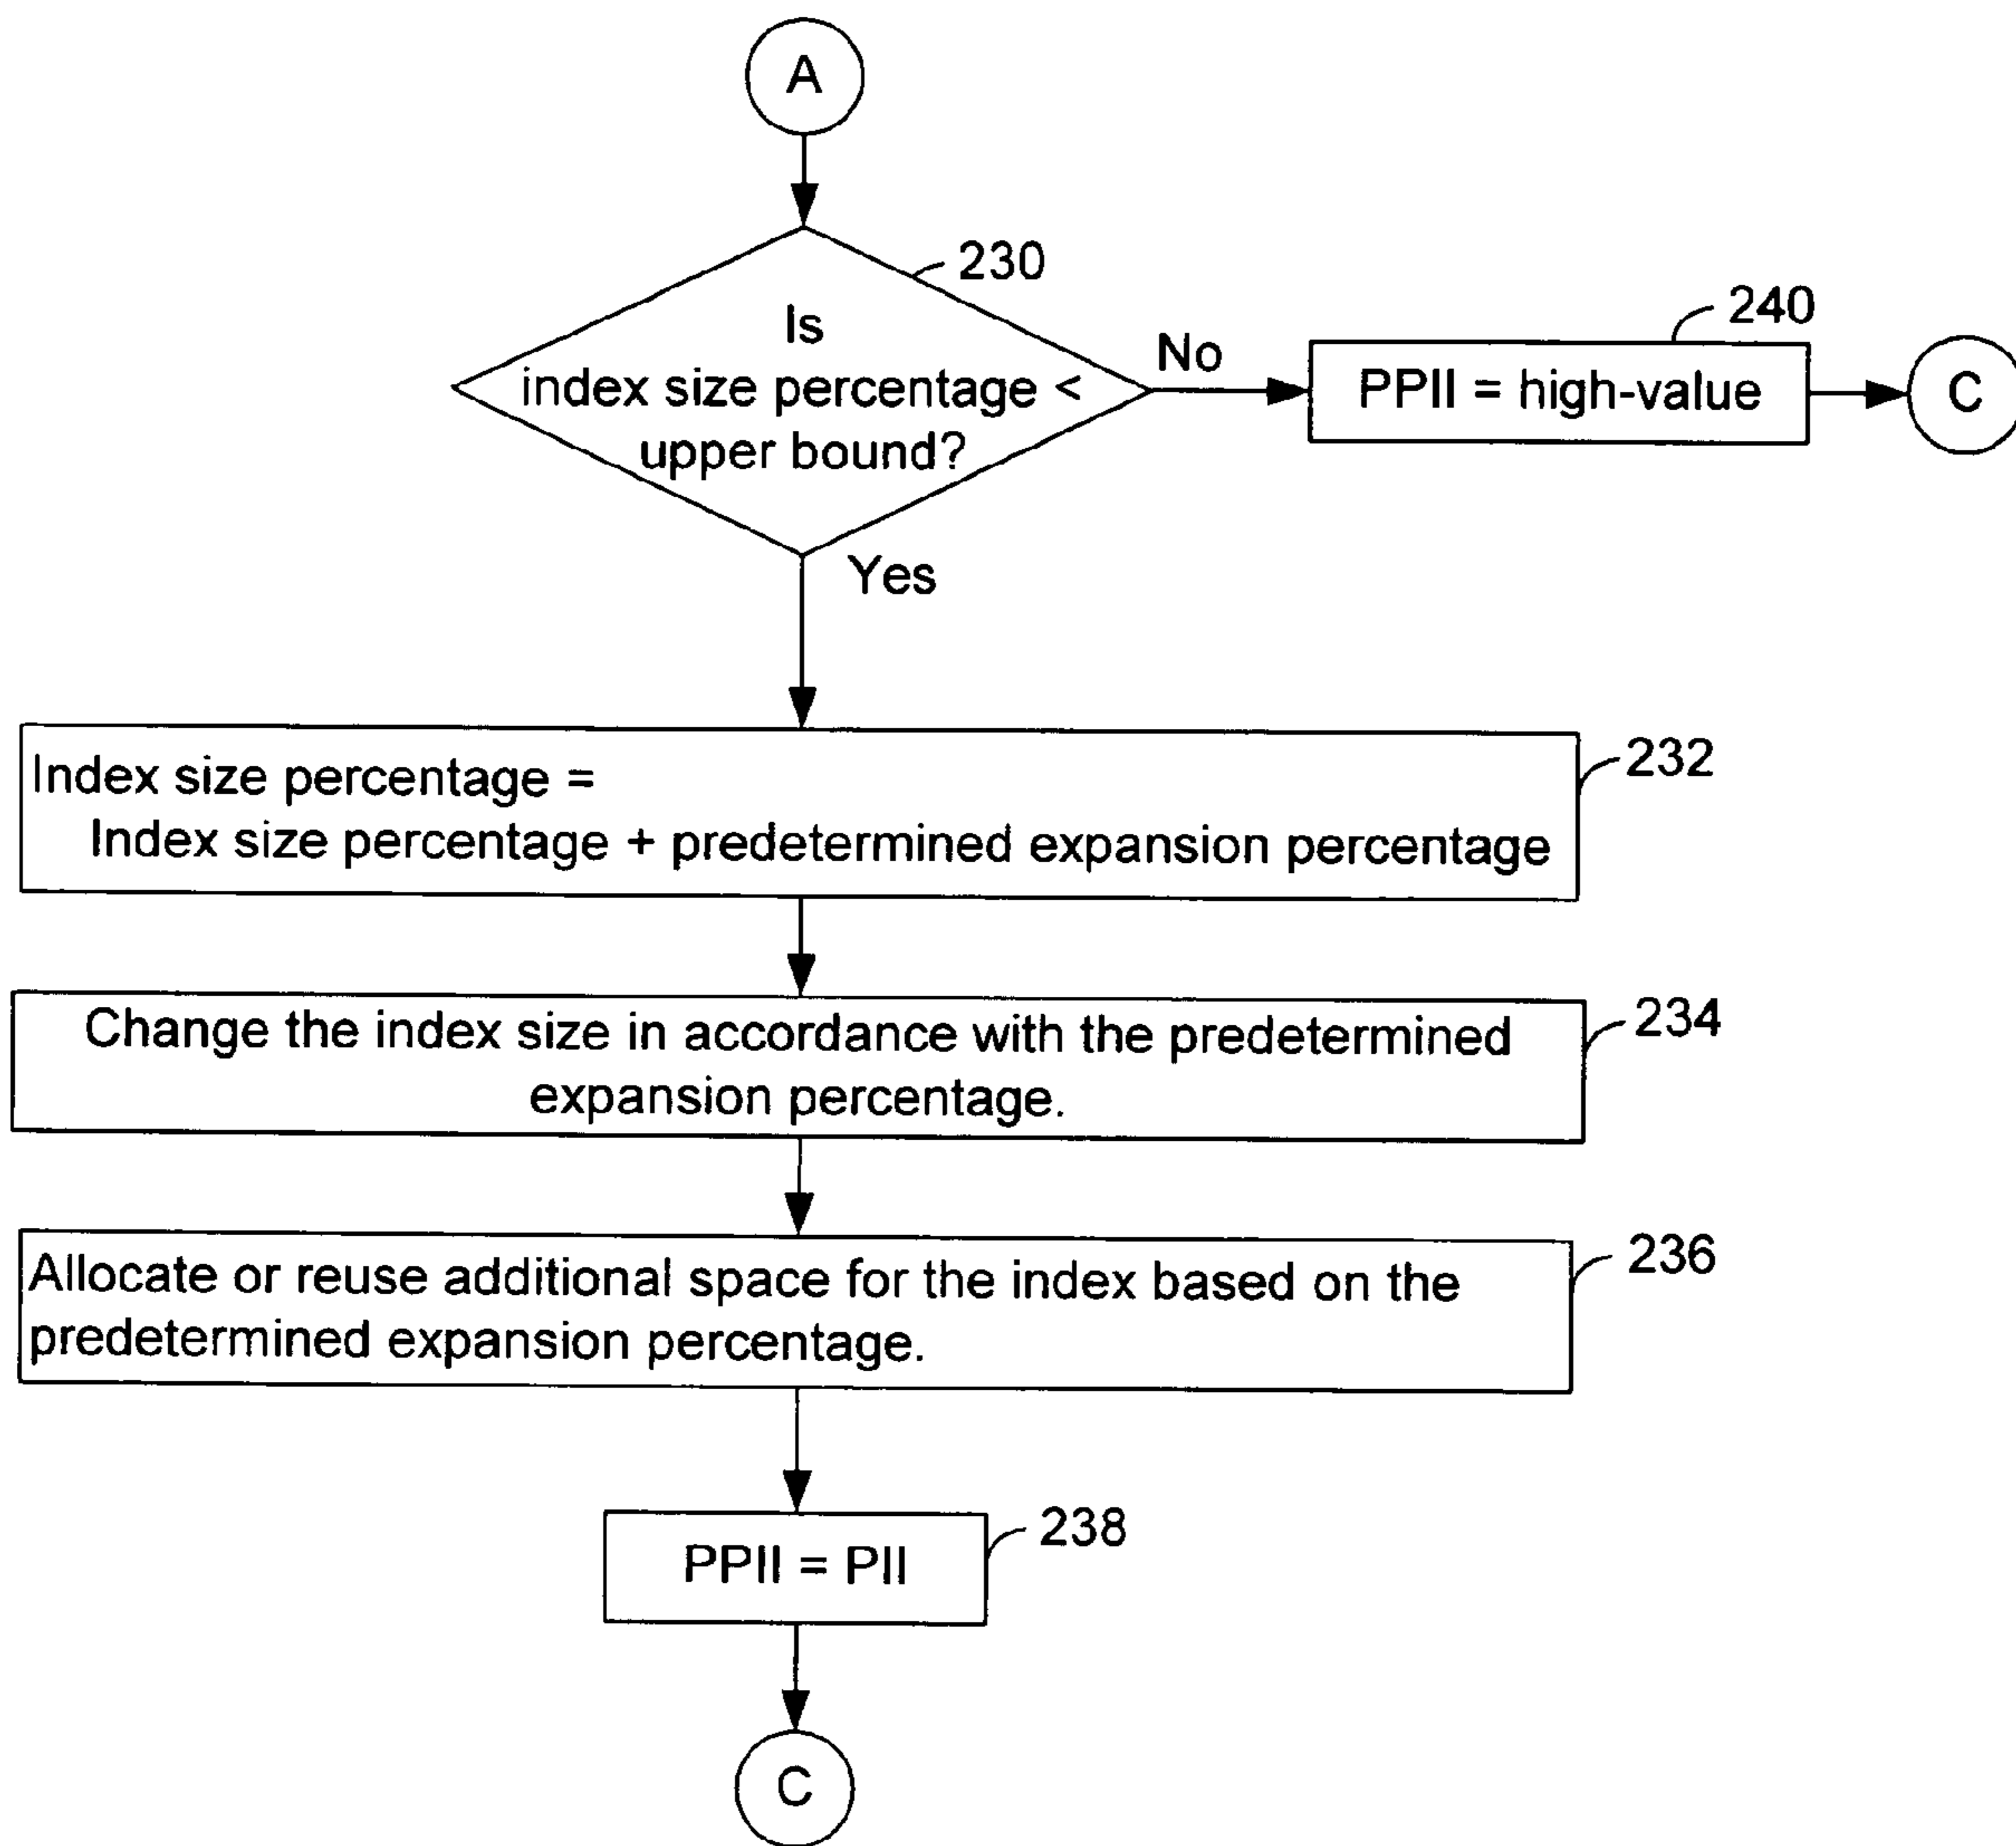 A
230
Is
index size percentage <
upper bound?
No
240
PPII = high-value
C
Yes
232
Index size percentage =
Index size percentage + predetermined expansion percentage
234
Change the index size in accordance with the predetermined
expansion percentage.
236
Allocate or reuse additional space for the index based on the
predetermined expansion percentage.
238
PPII = PII
C